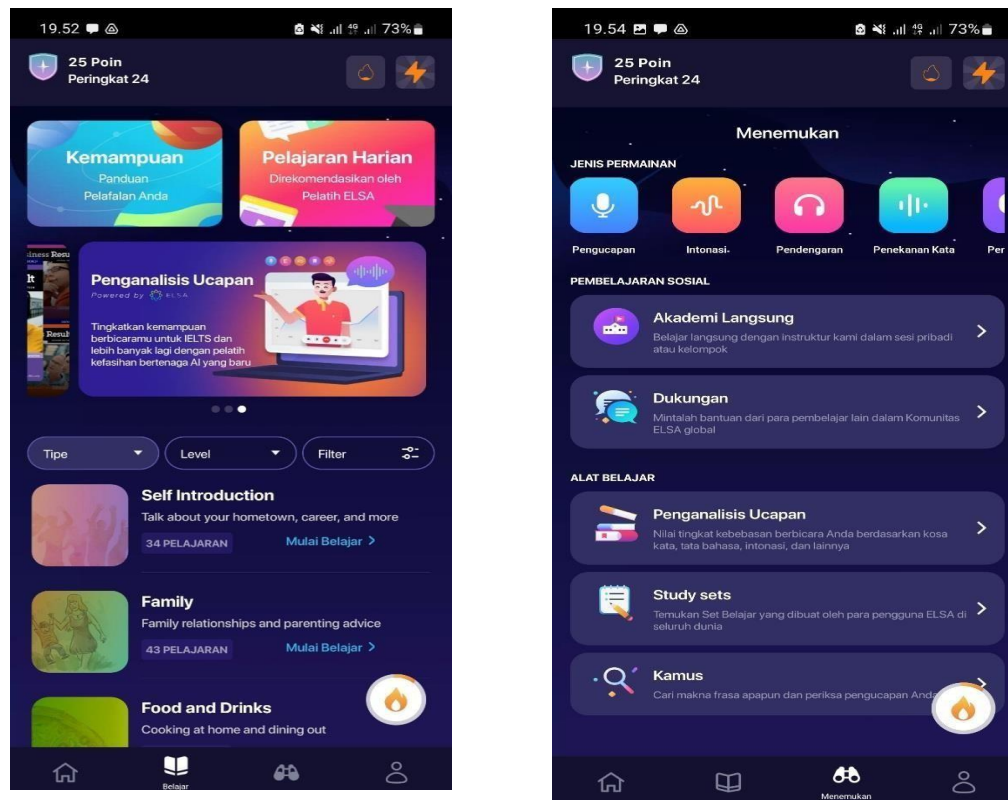 19.52
73%
25 Poin
Peringkat 24
Kemampuan
Panduan
Pelafalan Anda
Pelajaran Harian
Direkomendasikan oleh
Pelatih ELSA
Penganalisis Ucapan
Powered by ELSA
Tingkatkan kemampuan
berbicaramu untuk IELTS dan
lebih banyak lagi dengan pelatih
kefasihan bertenaga AI yang baru
Tipe
Level
Filter
Self Introduction
Talk about your hometown, career, and more
34 PELAJARAN
Mulai Belajar
Family
Family relationships and parenting advice
43 PELAJARAN
Mulai Belajar
Food and Drinks
Cooking at home and dining out
Belajar
19.54
73%
25 Poin
Peringkat 24
Menemukan
JENIS PERMAINAN
Pengucapan
Intonasi
Pendengaran
Penekanan Kata
Per
PEMBELAJARAN SOSIAL
Akademi Langsung
Belajar langsung dengan instruktur kami dalam sesi pribadi
atau kelompok
Dukungan
Mintalah bantuan dari para pembelajar lain dalam Komunitas
ELSA global
ALAT BELAJAR
Penganalisis Ucapan
Nilai tingkat kebebasan berbicara Anda berdasarkan kosa
kata, tata bahasa, intonasi, dan lainnya
Study sets
Temukan Set Belajar yang dibuat oleh para pengguna ELSA di
seluruh dunia
Kamus
Cari makna frasa apapun dan periksa pengucapan Anda
Menemukan